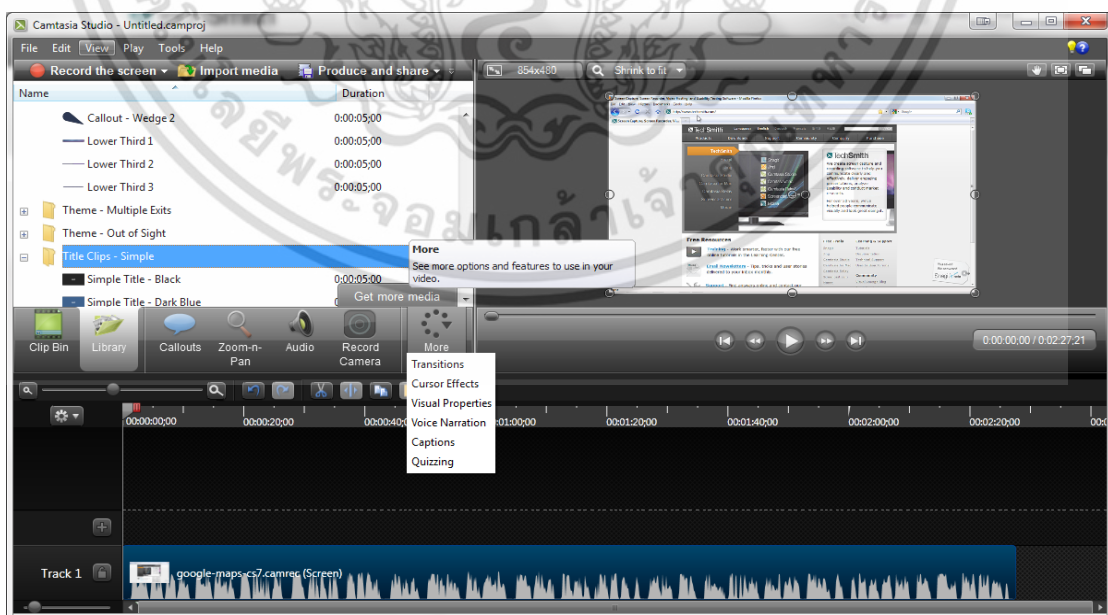 Camtasia Studio - Untitled.camproj
File Edit View Play Tools Help
Record the screen Import media Produce and share
854x480 Shrink to fit
Name Duration
Callout - Wedge 2 0:00:05;00
Lower Third 1 0:00:05;00
Lower Third 2 0:00:05;00
Lower Third 3 0:00:05;00
Theme - Multiple Exits
Theme - Out of Sight
Title Clips - Simple
Simple Title - Black 0:00:05;00
Simple Title - Dark Blue
More
See more options and features to use in your
video.
Get more media
TechSmith
TechSmith
Free Resources
Clip Bin Library Callouts Zoom-n-Pan Audio Record Camera More
0:00:00;00 / 0:02:27;21
Transitions
Cursor Effects
Visual Properties
Voice Narration
Captions
Quizzing
00:00:00;00 00:00:20;00 00:00:40;0 01:00;00 00:01:20;00 00:01:40;00 00:02:00;00 00:02:20;00 00:0
Track 1
google-maps-cs7.camrec (Screen)